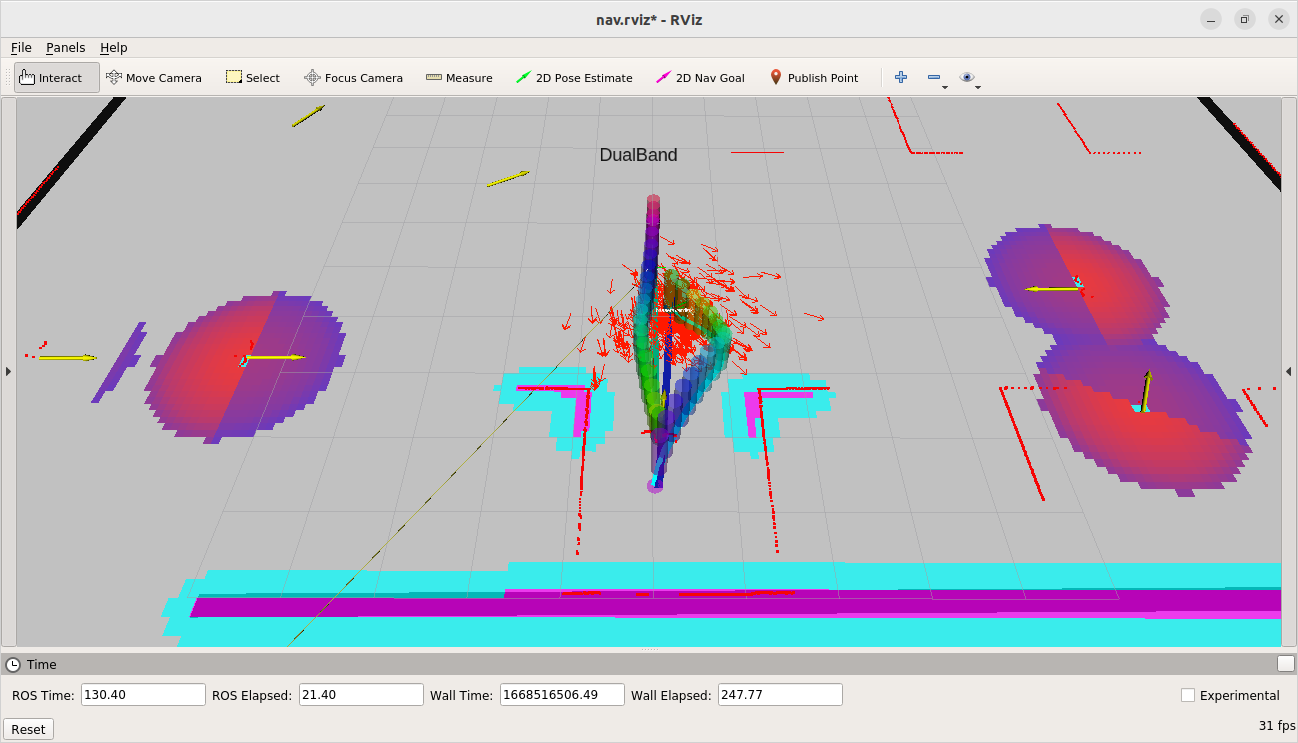 nav.rviz* - RViz
File Panels Help
Interact Move Camera Select Focus Camera Measure 2D Pose Estimate 2D Nav Goal Publish Point
DualBand
Time
ROS Time: 130.40 ROS Elapsed: 21.40 Wall Time: 1668516506.49 Wall Elapsed: 247.77 Experimental
Reset 31 fps